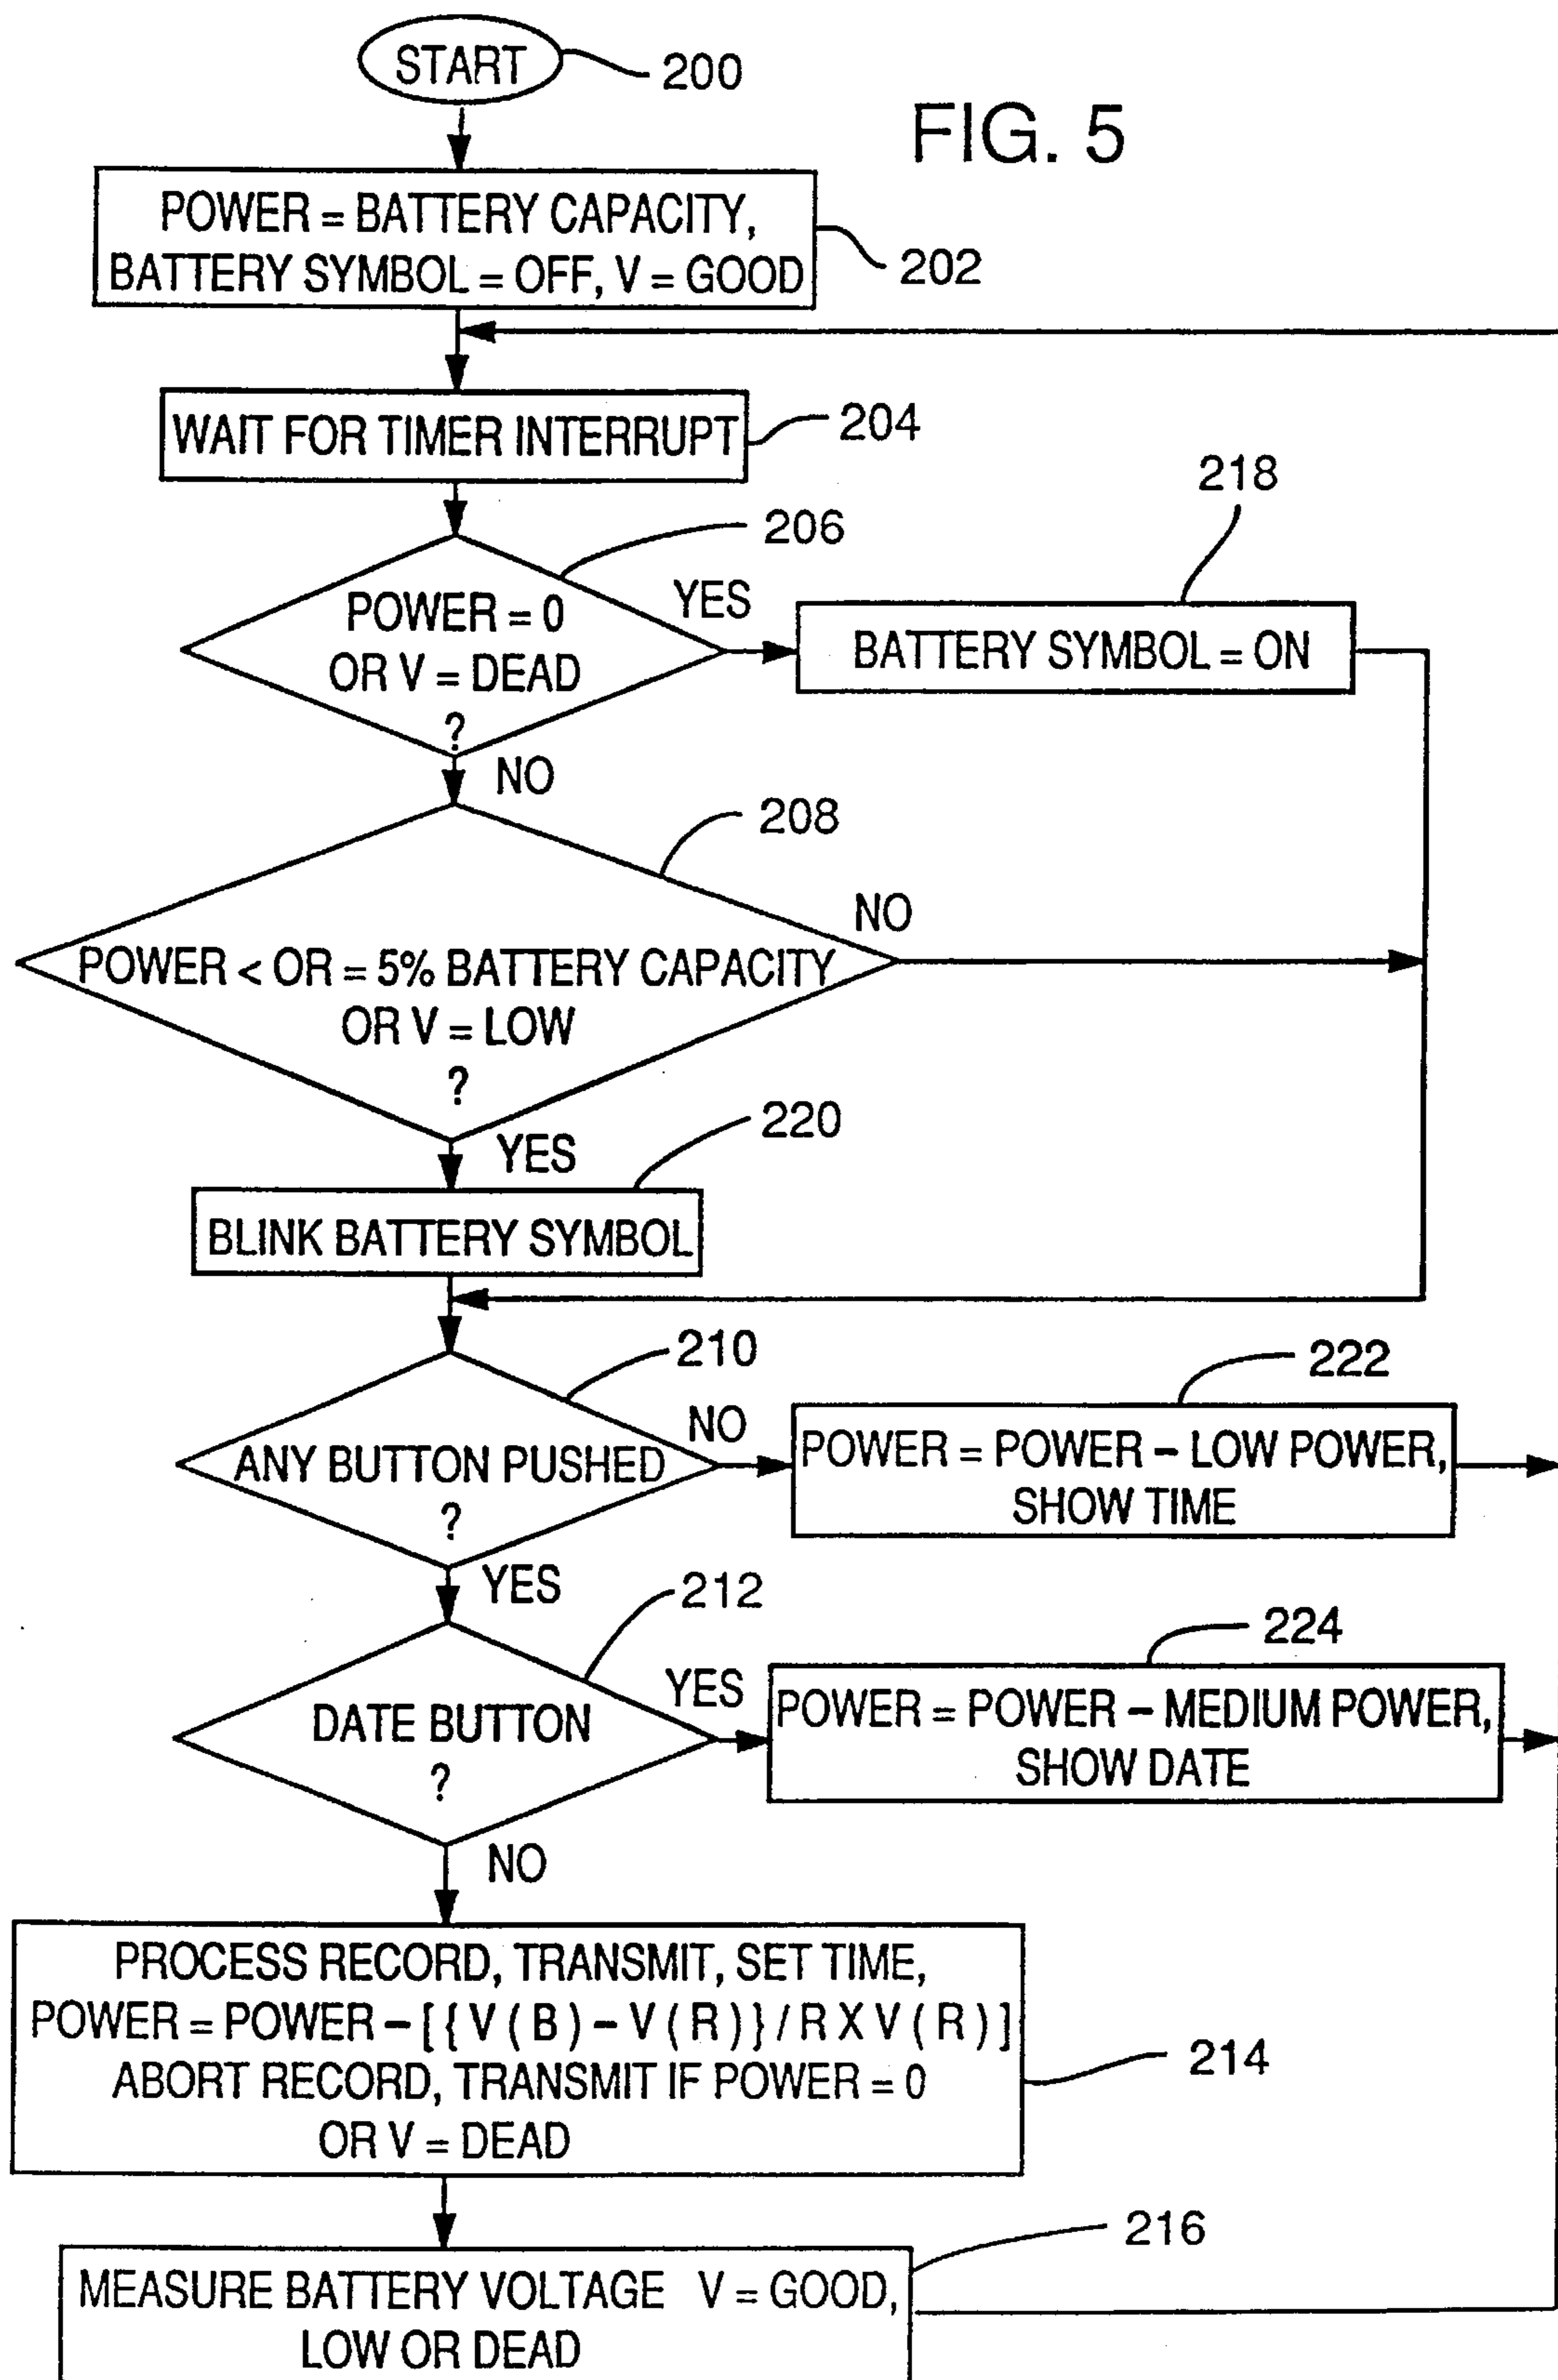 START
200
FIG. 5
POWER = BATTERY CAPACITY,
BATTERY SYMBOL = OFF, V = GOOD
202
WAIT FOR TIMER INTERRUPT
204
218
206
POWER = 0
OR V = DEAD
?
YES
BATTERY SYMBOL = ON
NO
208
NO
POWER < OR = 5% BATTERY CAPACITY
OR V = LOW
?
220
YES
BLINK BATTERY SYMBOL
210
222
ANY BUTTON PUSHED
?
NO
POWER = POWER – LOW POWER,
SHOW TIME
YES
212
224
DATE BUTTON
?
YES
POWER = POWER – MEDIUM POWER,
SHOW DATE
NO
PROCESS RECORD, TRANSMIT, SET TIME,
POWER = POWER – [ { V ( B ) – V ( R ) } / R X V ( R ) ]
ABORT RECORD, TRANSMIT IF POWER = 0
OR V = DEAD
214
216
MEASURE BATTERY VOLTAGE V = GOOD,
LOW OR DEAD